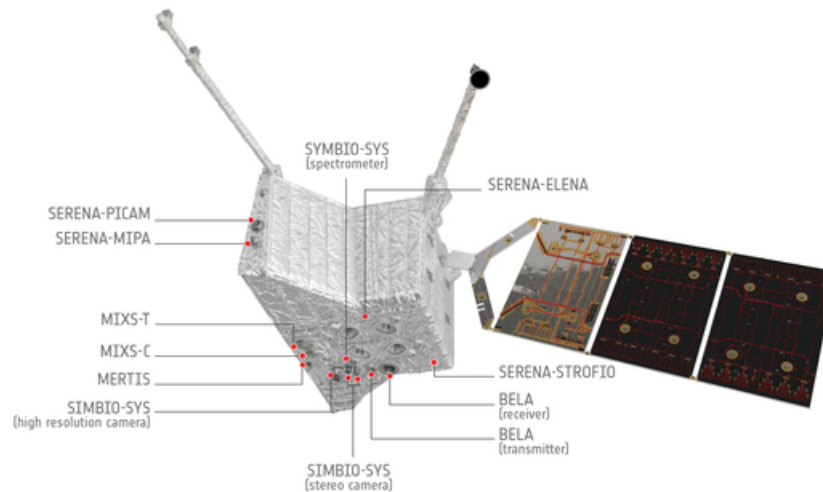 SYMBIO-SYS
(spectrometer)
SERENA-ELENA
SERENA-PICAM
SERENA-MIPA
MIXS-T
MIXS-C
MERTIS
SIMBIO-SYS
(high resolution camera)
SERENA-STROFIO
BELA
(receiver)
BELA
(transmitter)
SIMBIO-SYS
(stereo camera)